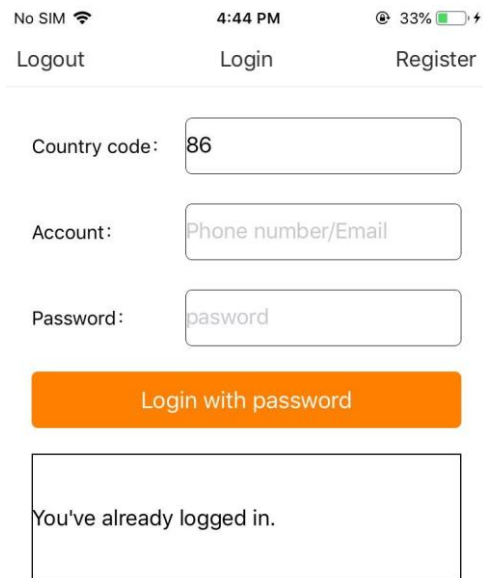 No SIM 4:44 PM 33%
Logout Login Register
Country code: 86
Account: Phone number/Email
Password: pasword
Login with password
You've already logged in.